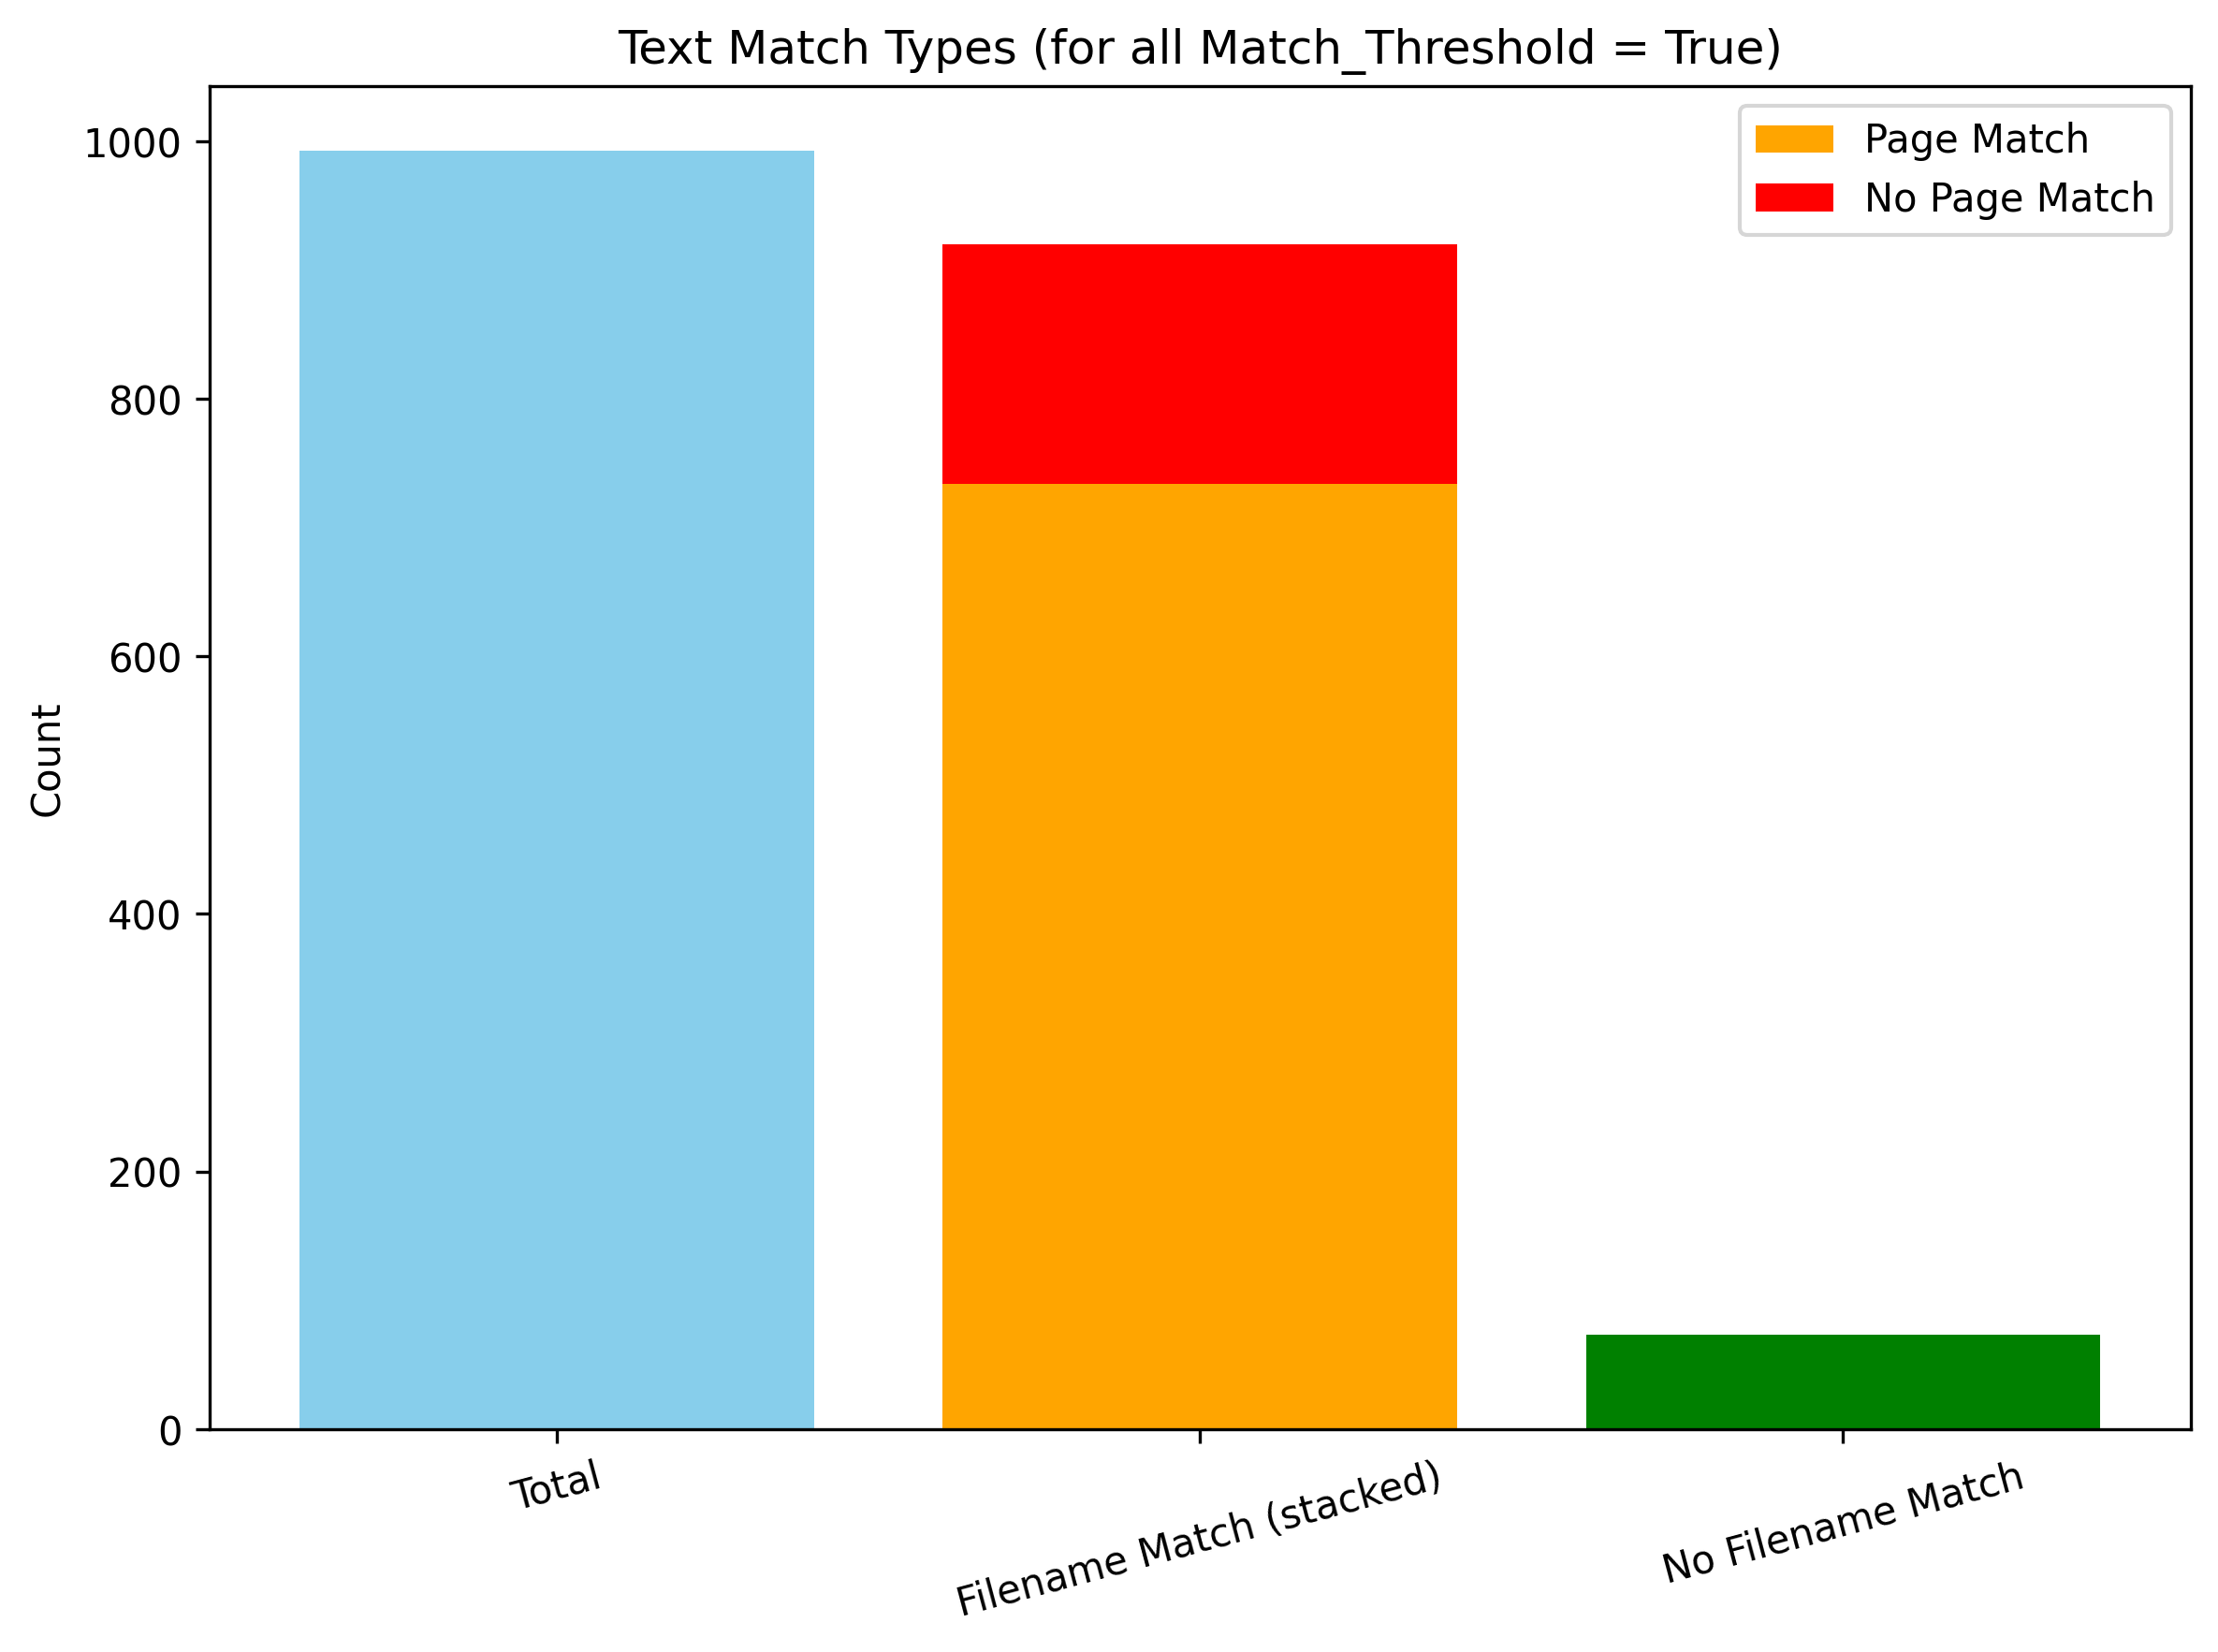 Text Match Types (for all Match_Threshold = True)
Page Match
No Page Match
1000
800
600
400
200
0
Count
Total
Filename Match (stacked)
No Filename Match